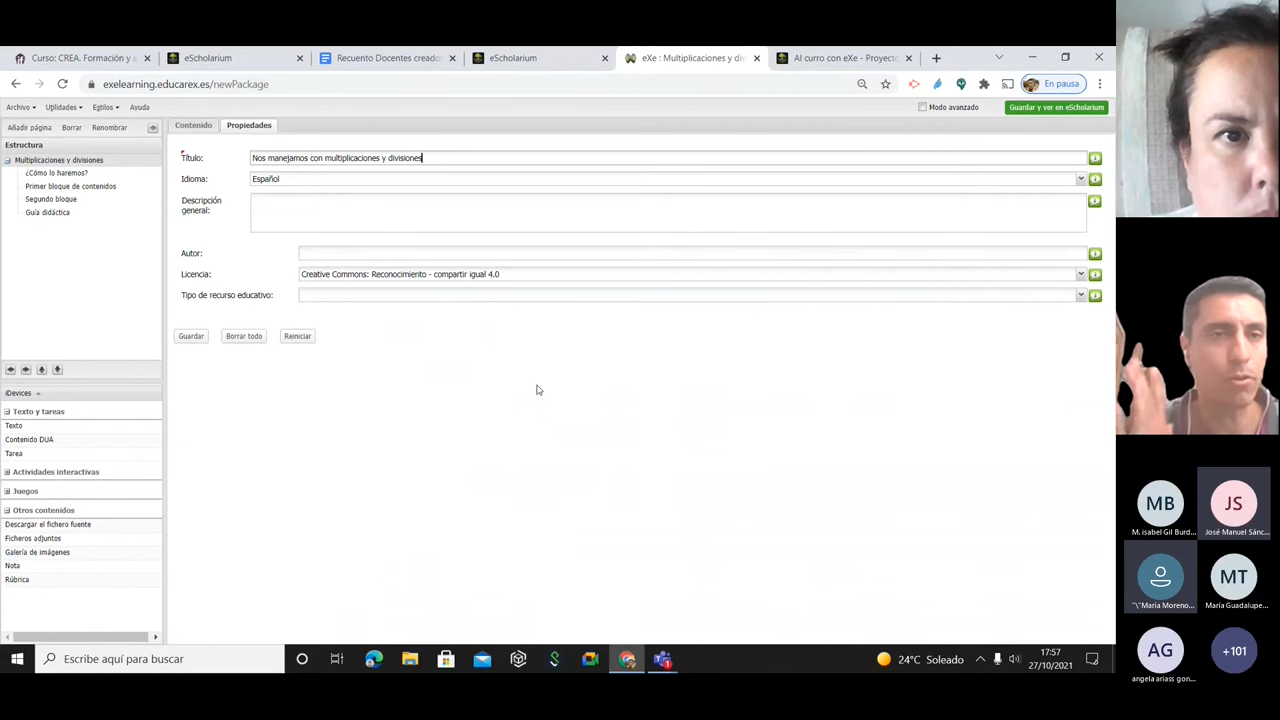 Curso: CREA. Formación y a
eScholarium
Recuento Docentes creado
eScholarium
eXe : Multiplicaciones y div
Al curro con eXe - Proyect
exelearning.educarex.es/newPackage
En pausa
Archivo
Utilidades
Estilos
Ayuda
Modo avanzado
Guardar y ver en eScholarium
Añadir página
Borrar
Renombrar
Contenido
Propiedades
Estructura
Multiplicaciones y divisiones
¿Cómo lo haremos?
Primer bloque de contenidos
Segundo bloque
Guía didáctica
Título:
Nos manejamos con multiplicaciones y divisiones
Idioma:
Español
Descripción
general:
Autor:
Licencia:
Creative Commons: Reconocimiento - compartir igual 4.0
Tipo de recurso educativo:
Guardar
Borrar todo
Reiniciar
iDevices
Texto y tareas
Texto
Contenido DUA
Tarea
Actividades interactivas
Juegos
Otros contenidos
Descargar el fichero fuente
Ficheros adjuntos
Galería de imágenes
Nota
Rúbrica
MB
M. isabel Gil Burd...
JS
José Manuel Sánc...
"\"María Moreno...
MT
María Guadalupe...
AG
angela ariass gon...
+101
Escribe aquí para buscar
24°C Soleado
17:57
27/10/2021